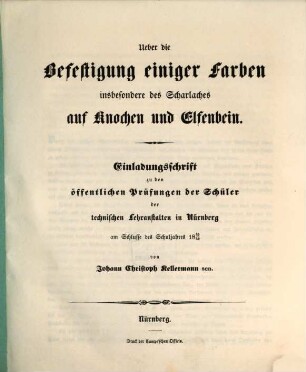 Ueber die
Befestigung einiger Farben
insbesondere des Scharlaches
auf Knochen und Elfenbein.
Einladungsschrift
zu den
öffentlichen Prüfungen der Schüler
der
technischen Lehranstalten in Nürnberg
am Schlusse des Schuljahres 18
von
Johann Christoph Kellermann sen.
Nürnberg.
Druck der Campe'schen Officin.